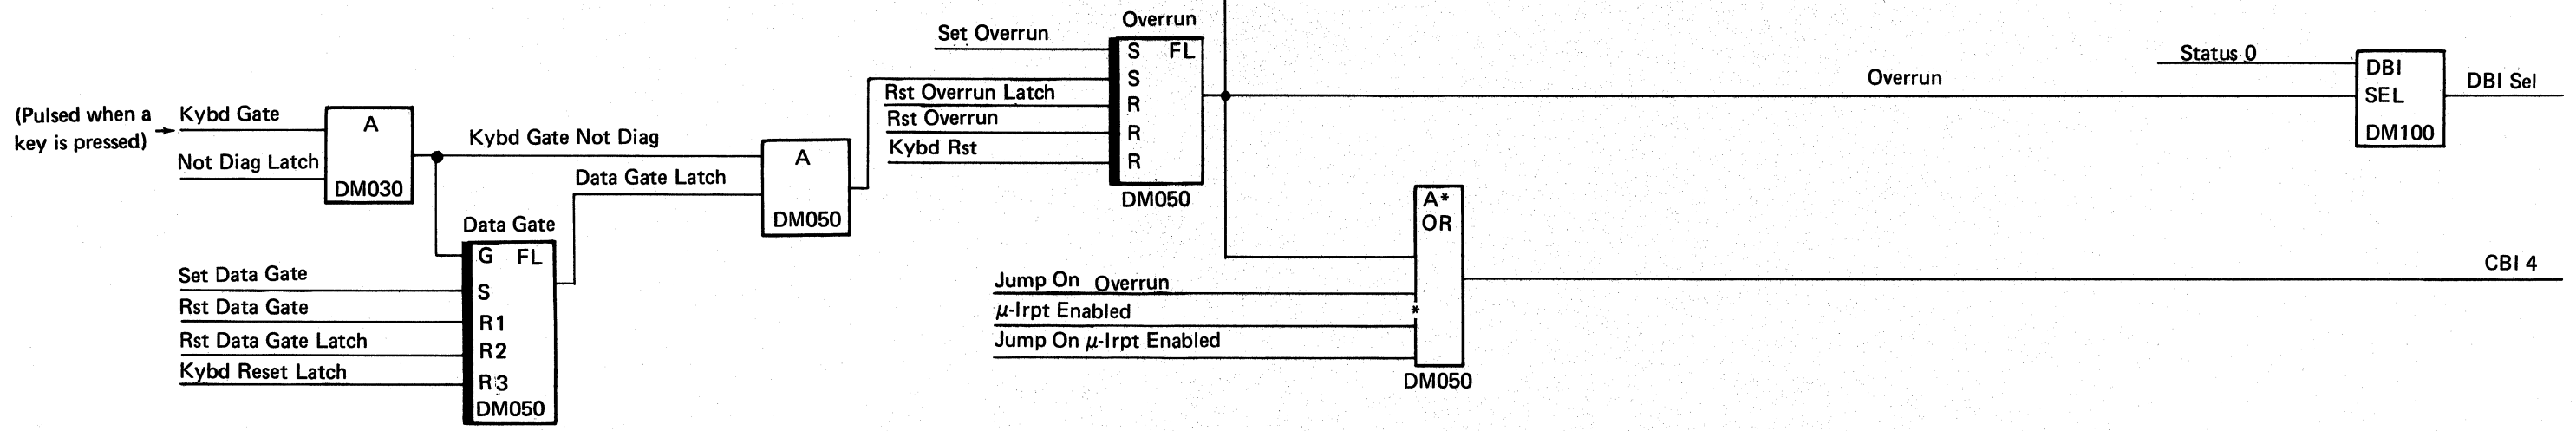 (Pulsed when a
key is pressed)
Kybd Gate
Not Diag Latch
A
DM030
Kybd Gate Not Diag
Data Gate Latch
Data Gate
G FL
S
R1
R2
R3
DM050
Set Data Gate
Rst Data Gate
Rst Data Gate Latch
Kybd Reset Latch
A
DM050
Overrun
Set Overrun
Rst Overrun Latch
Rst Overrun
Kybd Rst
S FL
S
R
R
R
DM050
Jump On Overrun
μ-Irpt Enabled
Jump On μ-Irpt Enabled
A*
OR
*
DM050
Overrun
Status 0
DBI
SEL
DM100
DBI Sel
CBI 4